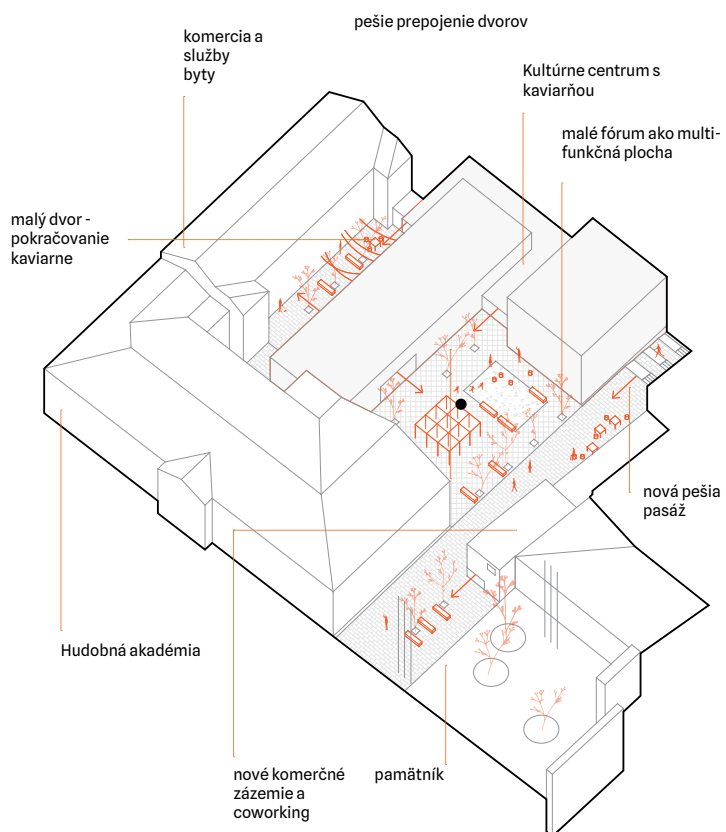 pešie prepojenie dvorov
komercia a
služby
byty
Kultúrne centrum s
kaviarňou
malé fórum ako multi-
funkčná plocha
malý dvor -
pokračovanie
kaviarne
nová pešia
pasáž
Hudobná akadémia
nové komerčné
zázemie a
coworking
pamätník